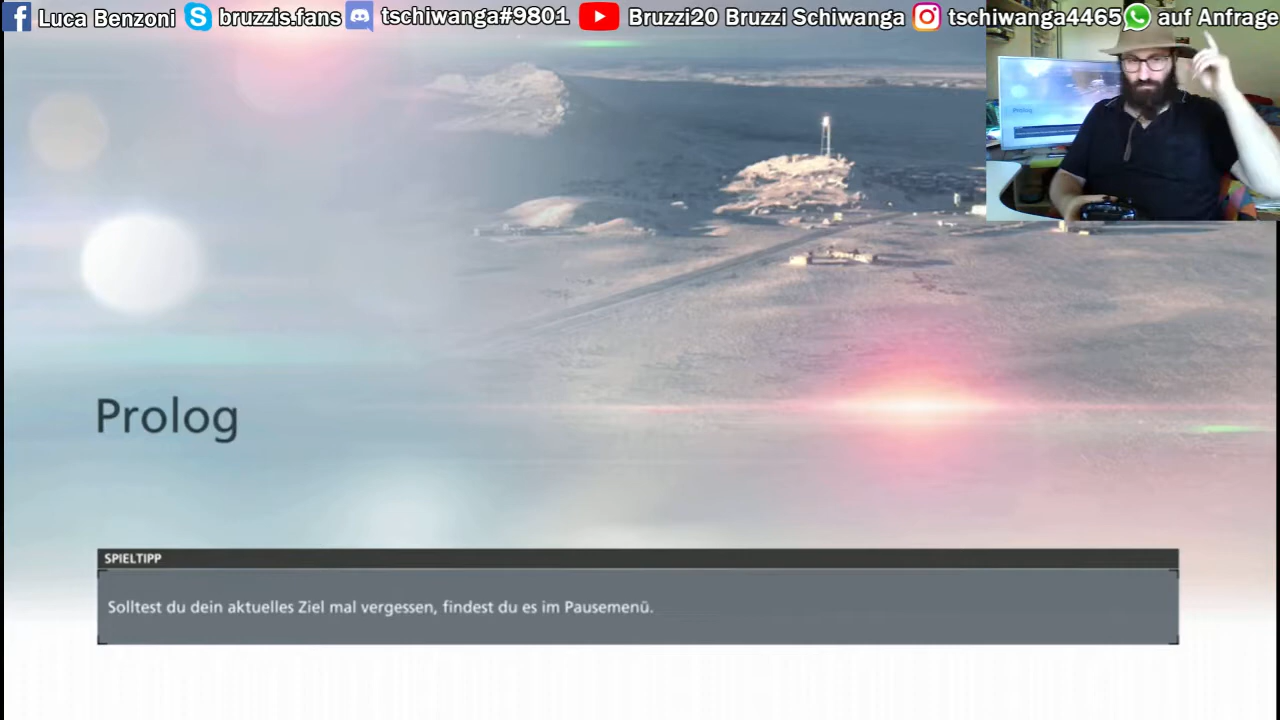 Luca Benzoni bruzzis.fans tschiwanga#9801 Bruzzi20 Bruzzi Schiwanga tschiwanga4465 auf Anfrage
Prolog
SPIELTIPP
Solltest du dein aktuelles Ziel mal vergessen, findest du es im Pausemenü.